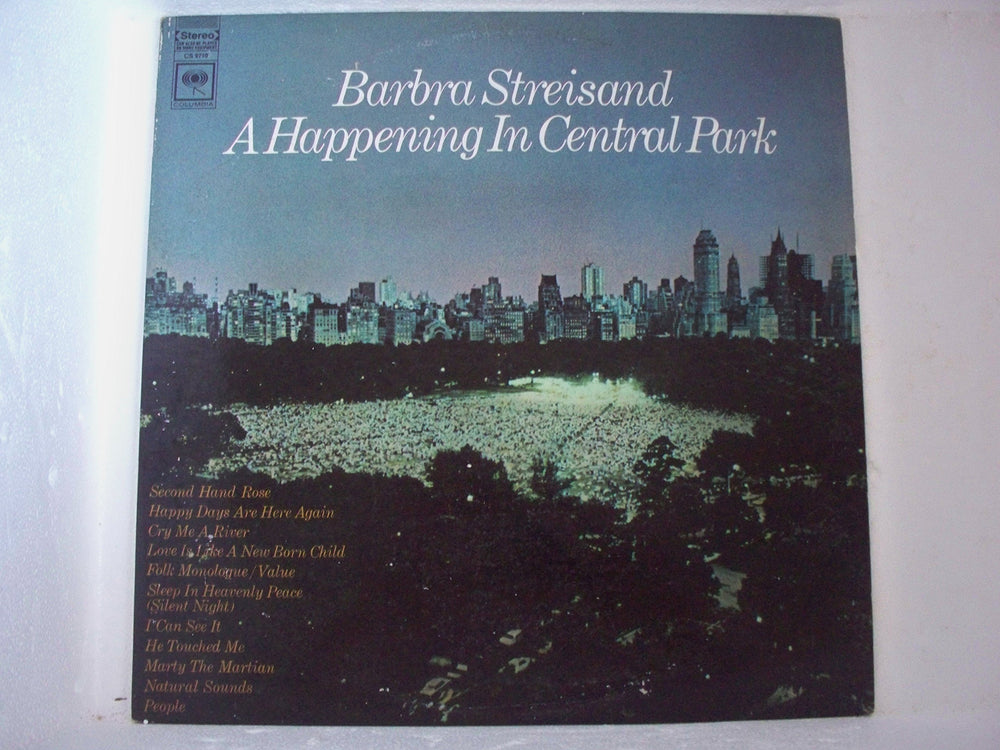 Stereo
CS 9710
COLUMBIA
Barbra Streisand
A Happening In Central Park
Second Hand Rose
Happy Days Are Here Again
Cry Me A River
Love Is Like A New Born Child
Folk Monologue / Value
Sleep In Heavenly Peace
(Silent Night)
I Can See It
He Touched Me
Marty The Martian
Natural Sounds
People